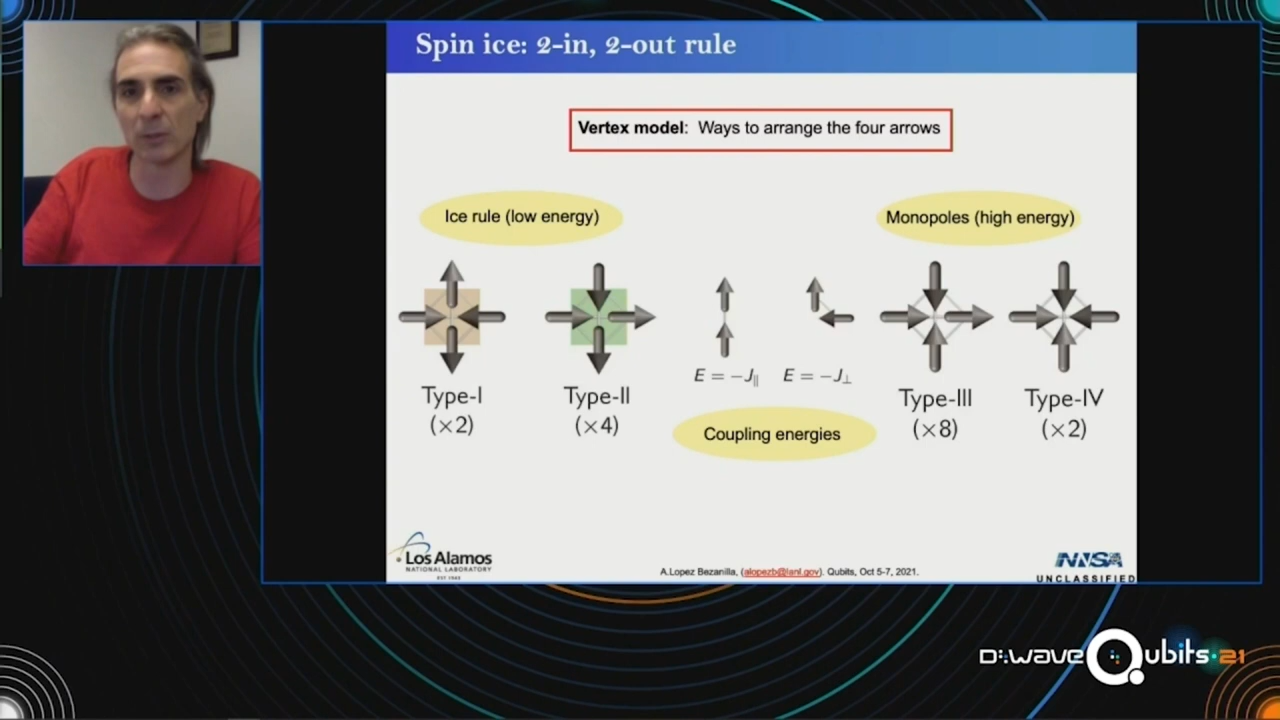 Spin ice: 2-in, 2-out rule
Vertex model: Ways to arrange the four arrows
Ice rule (low energy)
Monopoles (high energy)
E = −J∥
E = −J⊥
Type-I
(×2)
Type-II
(×4)
Type-III
(×8)
Type-IV
(×2)
Coupling energies
Los Alamos
NATIONAL LABORATORY
EST. 1943
A.Lopez Bezanilla, (alopezb@lanl.gov). Qubits, Oct 5-7, 2021.
NNSA
UNCLASSIFIED
D:wave Qubits·21